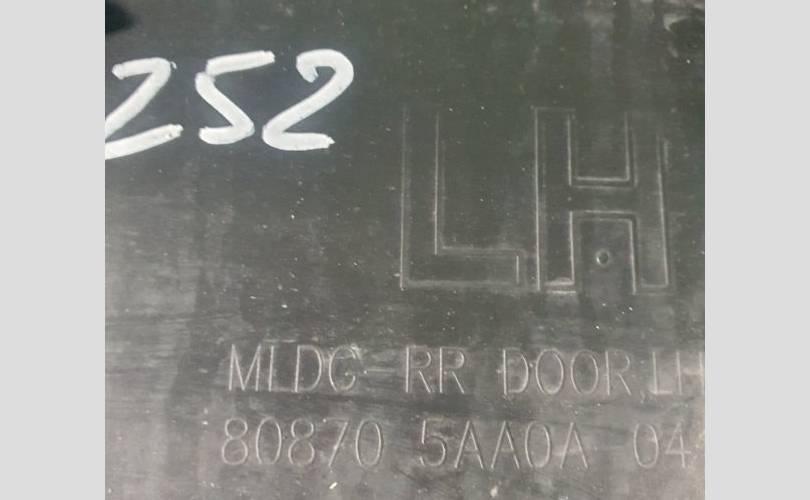 252
LH
MLDG-RR DOOR,LH
80870 5AA0A-04